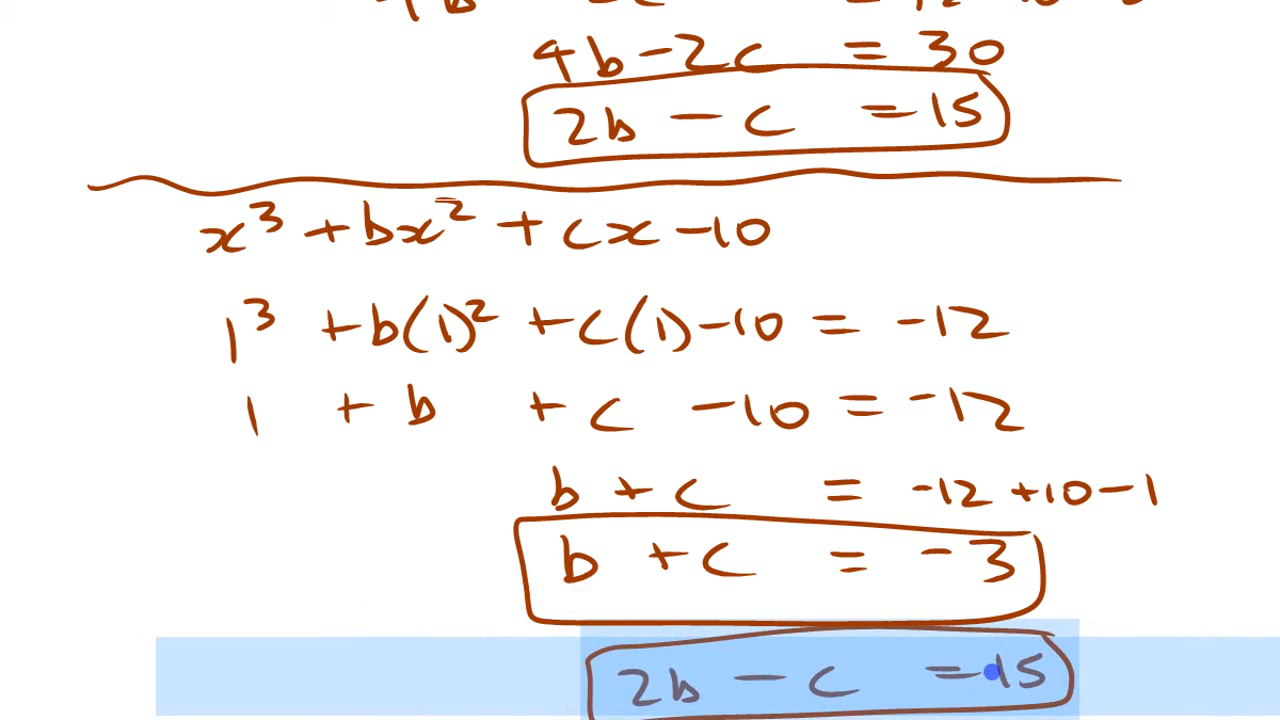 4b - 2c = 30
2b - c = 15
x³ + bx² + cx - 10
1³ + b(1)² + c(1) - 10 = -12
1 + b + c - 10 = -12
b + c = -12 + 10 - 1
b + c = -3
2b - c = 15